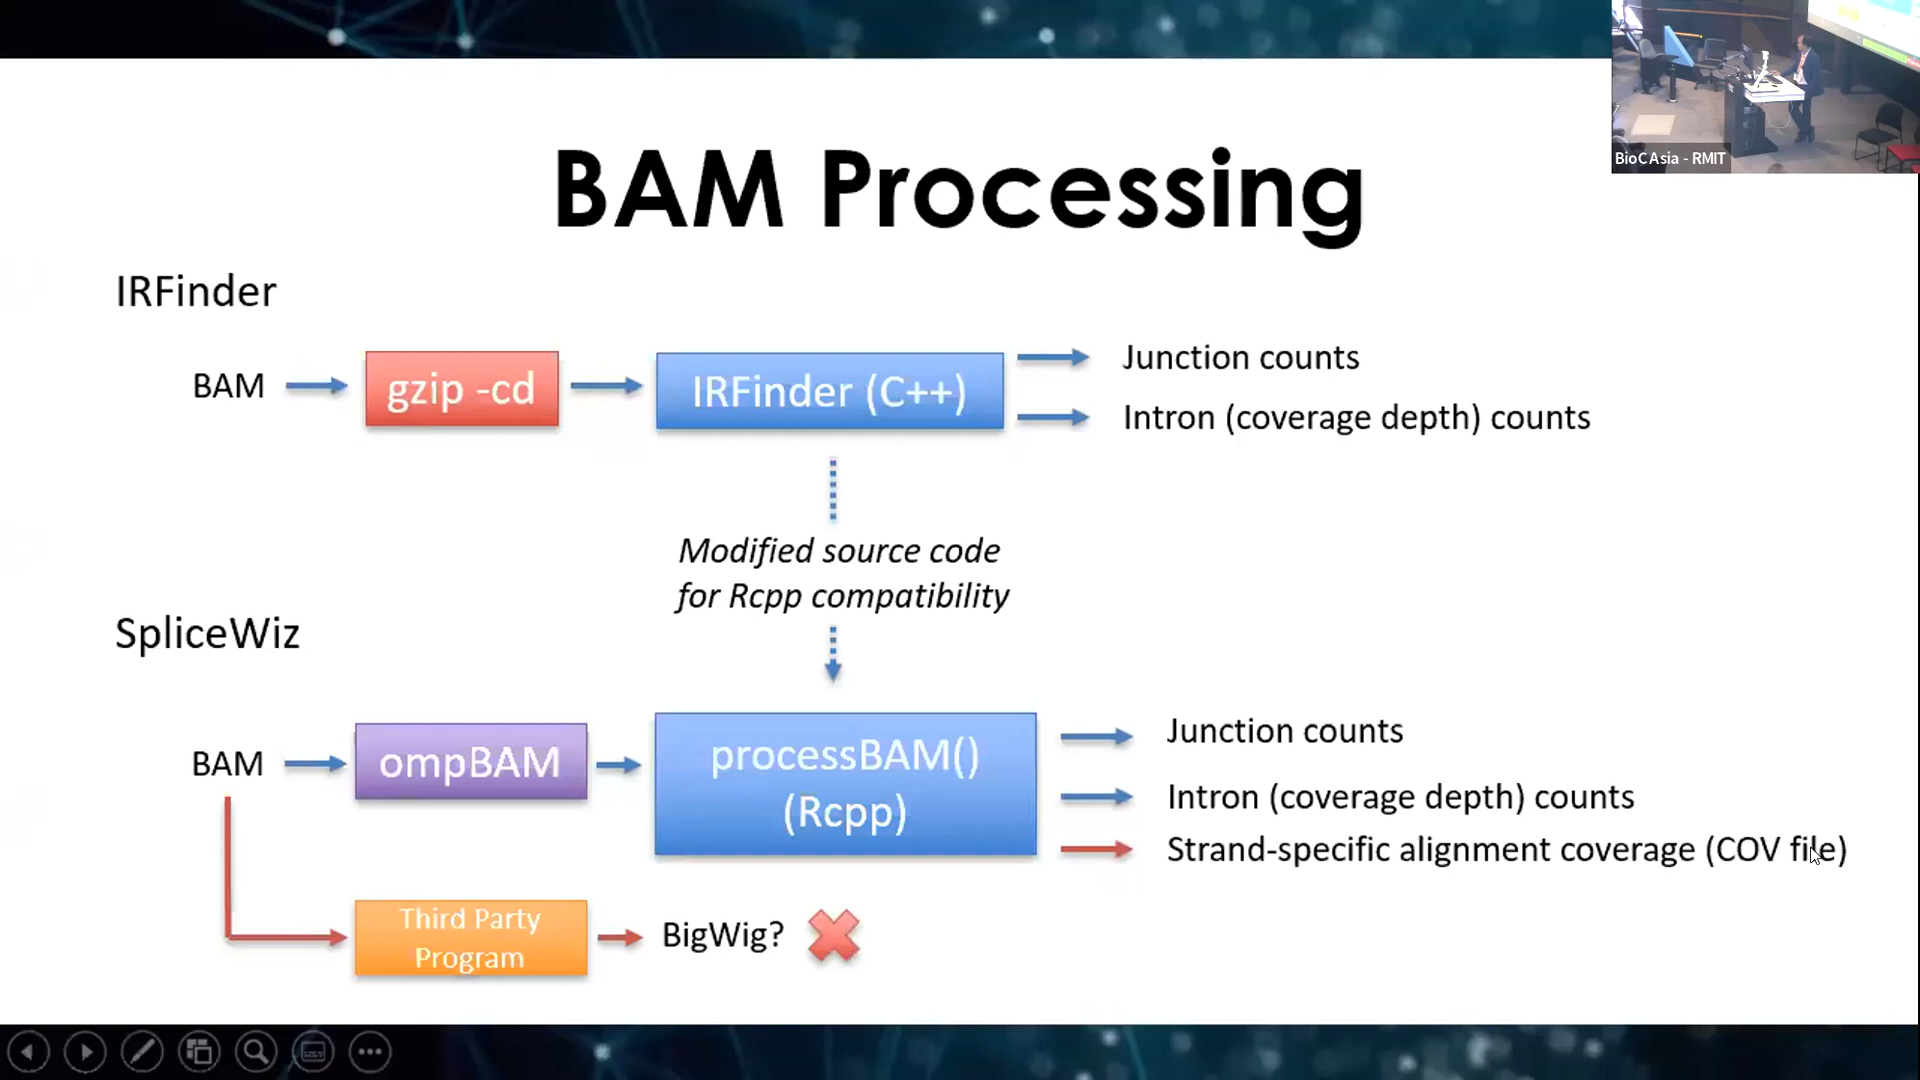 BAM Processing
BioCAsia - RMIT
IRFinder
BAM
gzip -cd
IRFinder (C++)
Junction counts
Intron (coverage depth) counts
Modified source code
for Rcpp compatibility
SpliceWiz
BAM
ompBAM
processBAM()
(Rcpp)
Junction counts
Intron (coverage depth) counts
Strand-specific alignment coverage (COV file)
Third Party
Program
BigWig?